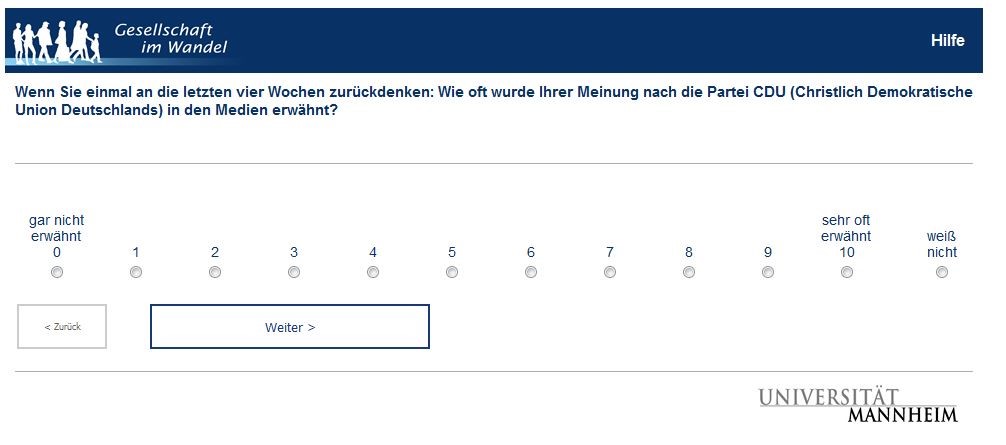 Gesellschaft
im Wandel
Hilfe
Wenn Sie einmal an die letzten vier Wochen zurückdenken: Wie oft wurde Ihrer Meinung nach die Partei CDU (Christlich Demokratische
Union Deutschlands) in den Medien erwähnt?
gar nicht
erwähnt
sehr oft
erwähnt
weiß
nicht
0 1 2 3 4 5 6 7 8 9 10
< Zurück
Weiter >
UNIVERSITÄT
MANNHEIM